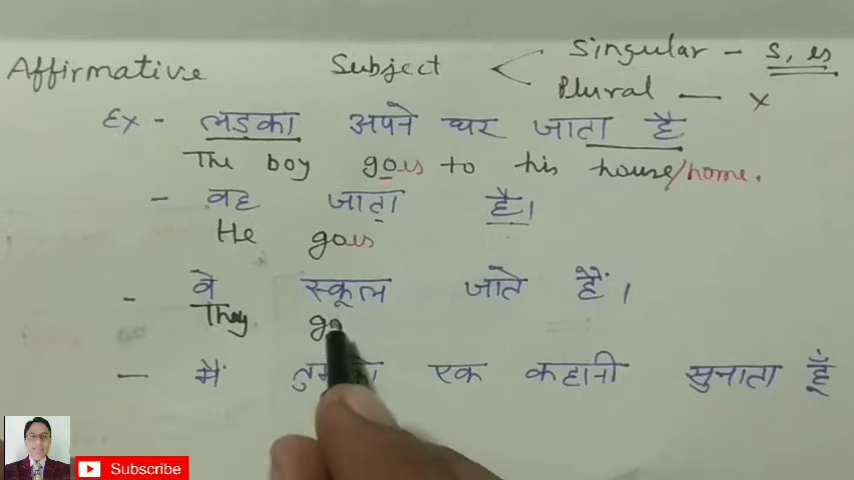 Affirmative Subject < Singular - s, es
Plural — x
Ex - लड़का अपने घर जाता है
The boy goes to his house/home.
- वह जाता है।
He goes
- वे स्कूल जाते हैं।
They go
- मैं एक कहानी सुनाता हूँ
Subscribe